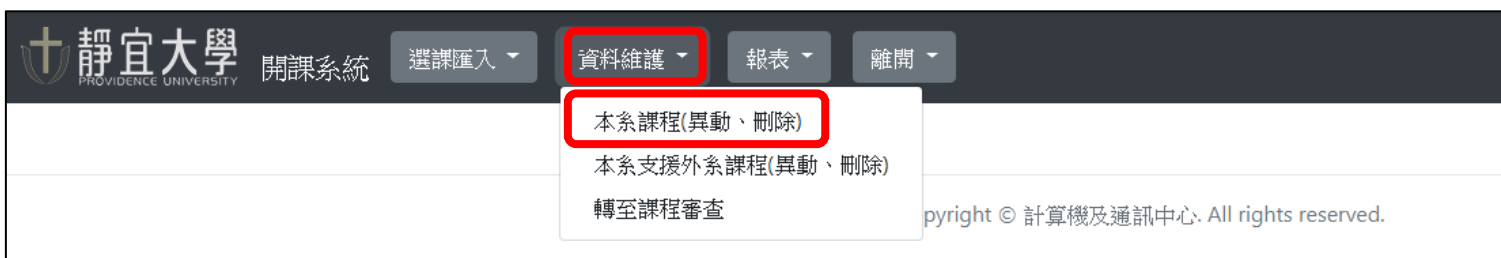 靜宜大學
PROVIDENCE UNIVERSITY
開課系統
選課匯入
資料維護
報表
離開
本系課程(異動、刪除)
本系支援外系課程(異動、刪除)
轉至課程審查
pyright © 計算機及通訊中心. All rights reserved.